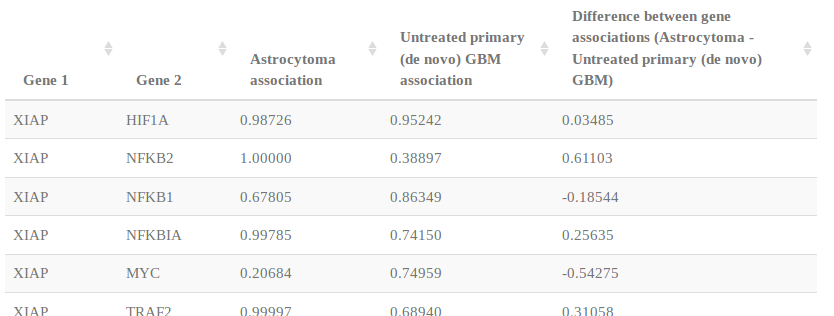 Gene 1
Gene 2
Astrocytoma
association
Untreated primary
(de novo) GBM
association
Difference between gene
associations (Astrocytoma -
Untreated primary (de novo)
GBM)
XIAP HIF1A 0.98726 0.95242 0.03485
XIAP NFKB2 1.00000 0.38897 0.61103
XIAP NFKB1 0.67805 0.86349 -0.18544
XIAP NFKBIA 0.99785 0.74150 0.25635
XIAP MYC 0.20684 0.74959 -0.54275
XIAP TRAF2 0.99997 0.68940 0.31058